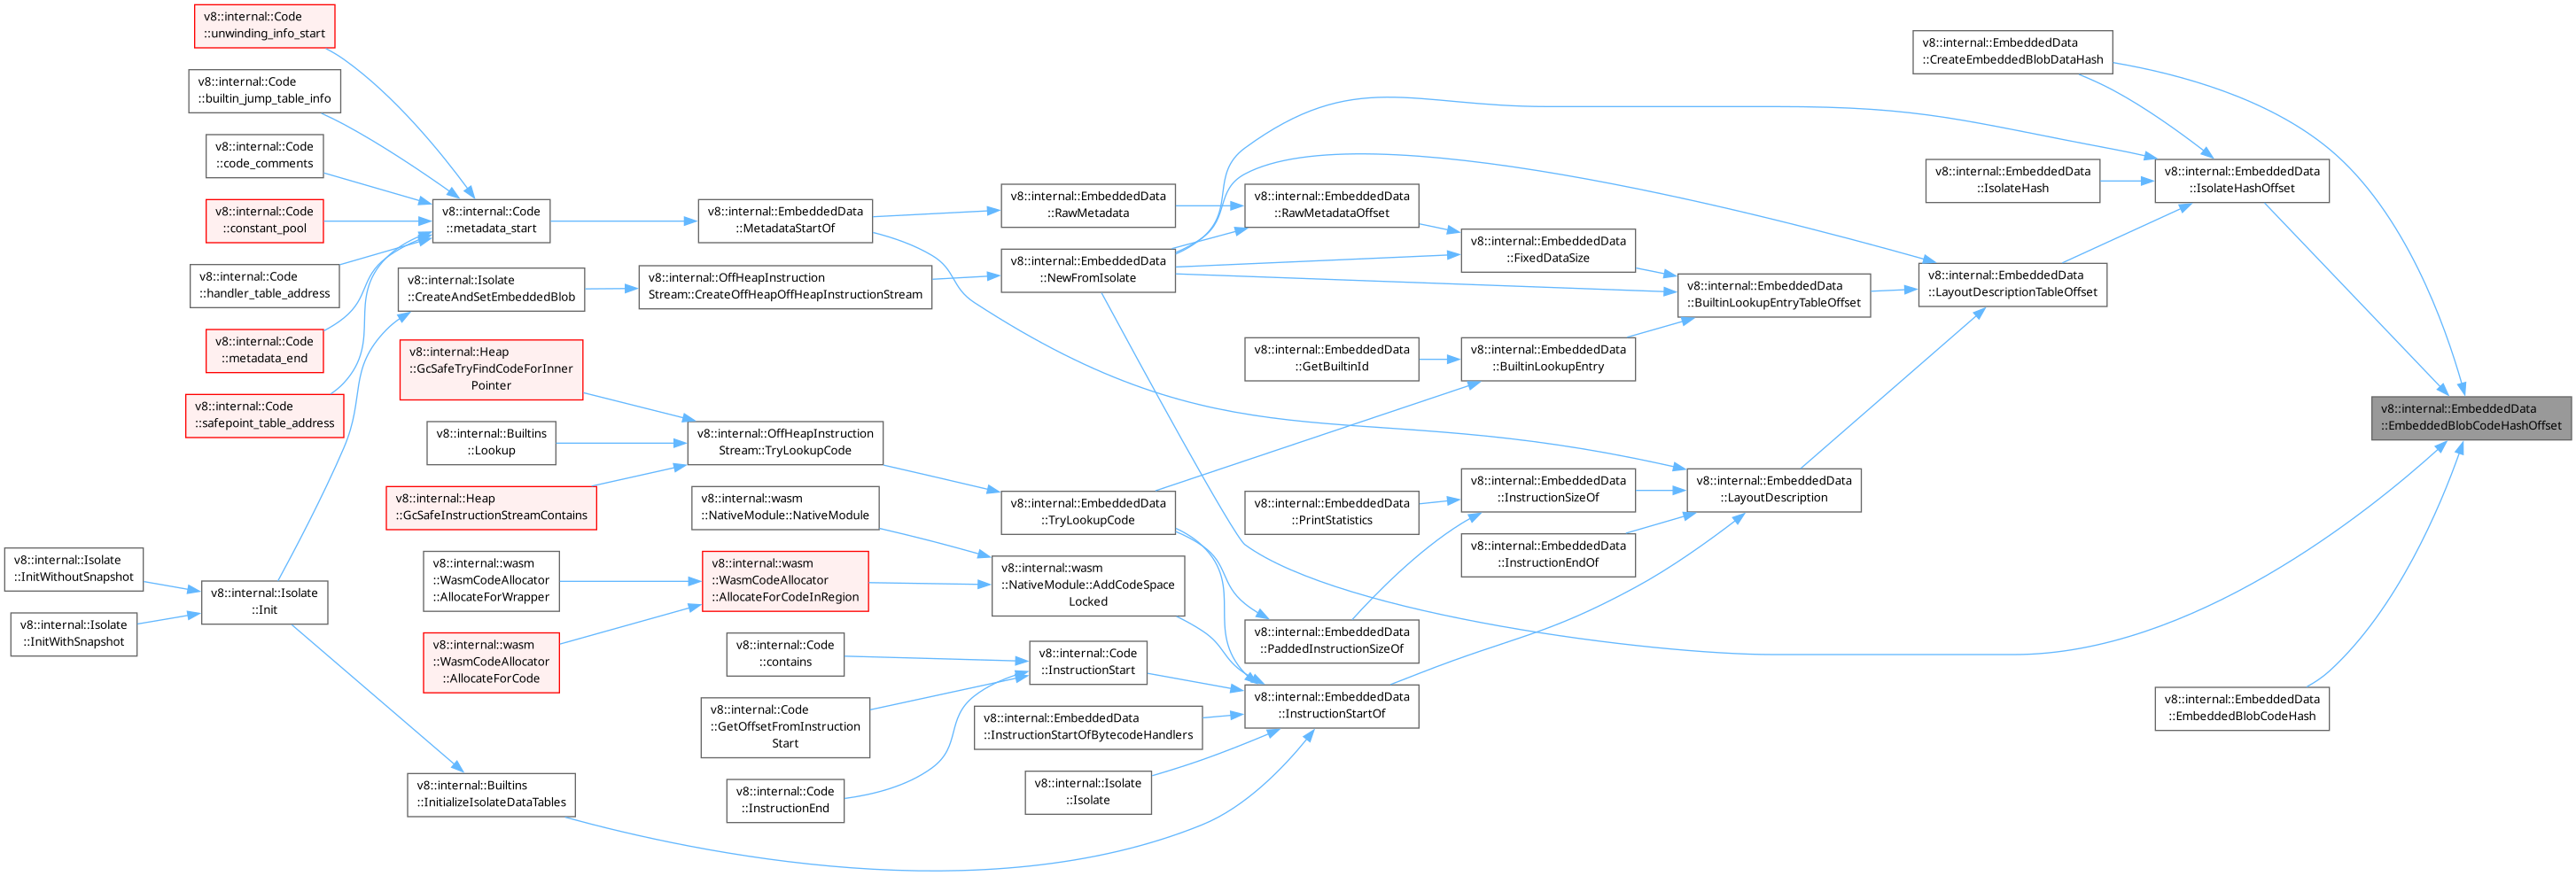 v8::internal::Code
::unwinding_info_start
v8::internal::Code
::builtin_jump_table_info
v8::internal::Code
::code_comments
v8::internal::Code
::constant_pool
v8::internal::Code
::handler_table_address
v8::internal::Code
::metadata_end
v8::internal::Code
::safepoint_table_address
v8::internal::Isolate
::InitWithoutSnapshot
v8::internal::Isolate
::InitWithSnapshot
v8::internal::Isolate
::Init
v8::internal::Code
::metadata_start
v8::internal::Isolate
::CreateAndSetEmbeddedBlob
v8::internal::Heap
::GcSafeTryFindCodeForInner
Pointer
v8::internal::Builtins
::Lookup
v8::internal::Heap
::GcSafeInstructionStreamContains
v8::internal::wasm
::WasmCodeAllocator
::AllocateForWrapper
v8::internal::wasm
::WasmCodeAllocator
::AllocateForCode
v8::internal::Builtins
::InitializeIsolateDataTables
v8::internal::EmbeddedData
::MetadataStartOf
v8::internal::OffHeapInstruction
Stream::CreateOffHeapOffHeapInstructionStream
v8::internal::OffHeapInstruction
Stream::TryLookupCode
v8::internal::wasm
::NativeModule::NativeModule
v8::internal::wasm
::WasmCodeAllocator
::AllocateForCodeInRegion
v8::internal::Code
::contains
v8::internal::Code
::GetOffsetFromInstruction
Start
v8::internal::Code
::InstructionEnd
v8::internal::EmbeddedData
::RawMetadata
v8::internal::EmbeddedData
::NewFromIsolate
v8::internal::EmbeddedData
::TryLookupCode
v8::internal::wasm
::NativeModule::AddCodeSpace
Locked
v8::internal::Code
::InstructionStart
v8::internal::EmbeddedData
::InstructionStartOfBytecodeHandlers
v8::internal::Isolate
::Isolate
v8::internal::EmbeddedData
::RawMetadataOffset
v8::internal::EmbeddedData
::GetBuiltinId
v8::internal::EmbeddedData
::PrintStatistics
v8::internal::EmbeddedData
::PaddedInstructionSizeOf
v8::internal::EmbeddedData
::InstructionStartOf
v8::internal::EmbeddedData
::FixedDataSize
v8::internal::EmbeddedData
::BuiltinLookupEntry
v8::internal::EmbeddedData
::InstructionSizeOf
v8::internal::EmbeddedData
::InstructionEndOf
v8::internal::EmbeddedData
::BuiltinLookupEntryTableOffset
v8::internal::EmbeddedData
::LayoutDescription
v8::internal::EmbeddedData
::CreateEmbeddedBlobDataHash
v8::internal::EmbeddedData
::IsolateHash
v8::internal::EmbeddedData
::LayoutDescriptionTableOffset
v8::internal::EmbeddedData
::IsolateHashOffset
v8::internal::EmbeddedData
::EmbeddedBlobCodeHash
v8::internal::EmbeddedData
::EmbeddedBlobCodeHashOffset